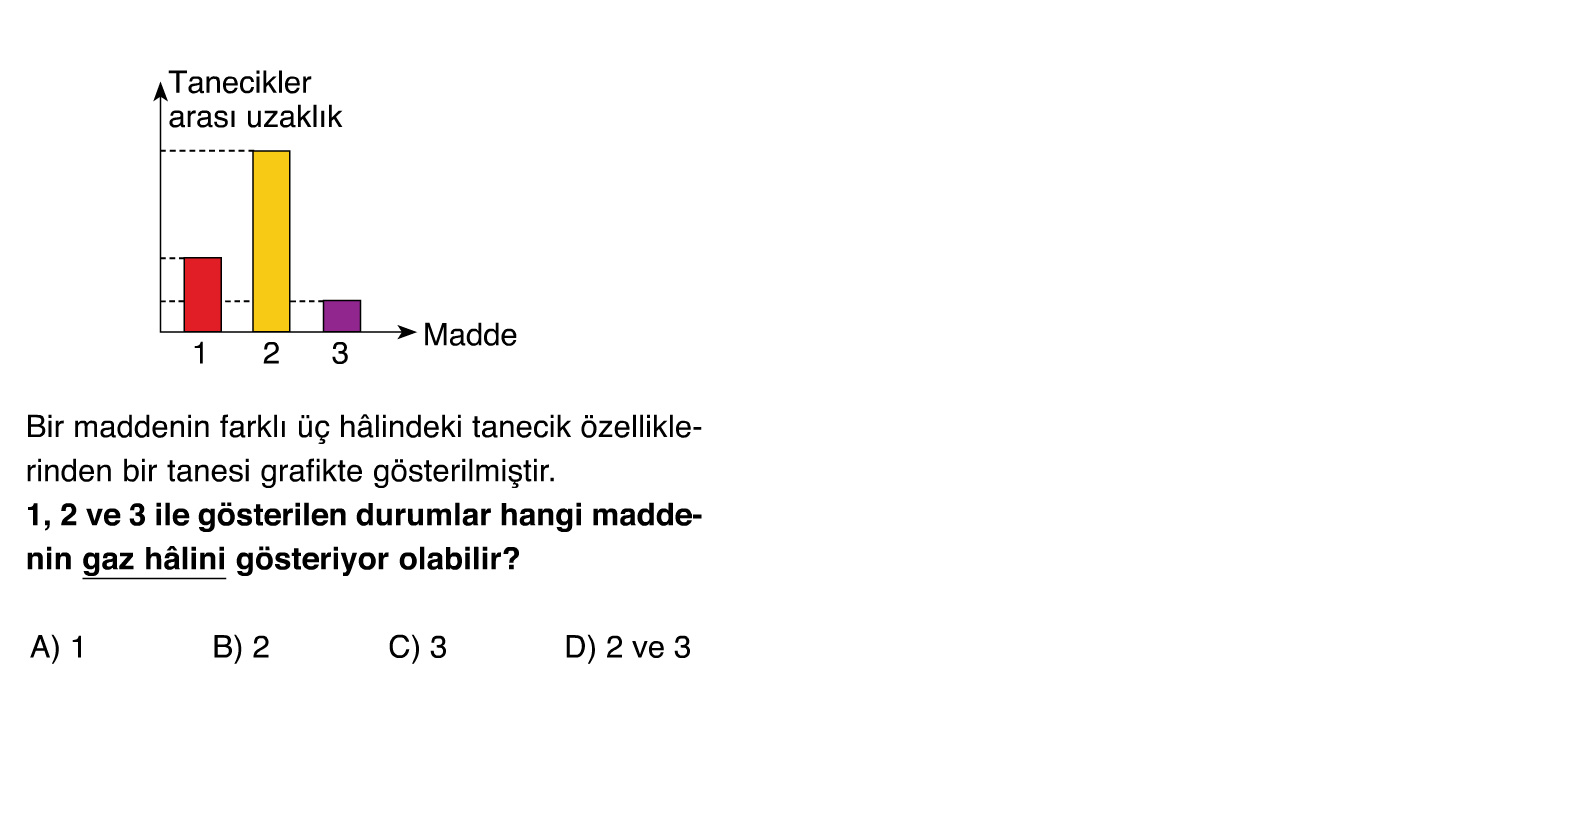 Tanecikler
arası uzaklık
Madde
1 2 3
Bir maddenin farklı üç hâlindeki tanecik özellikle-
rinden bir tanesi grafikte gösterilmiştir.
1, 2 ve 3 ile gösterilen durumlar hangi madde-
nin gaz hâlini gösteriyor olabilir?
A) 1 B) 2 C) 3 D) 2 ve 3